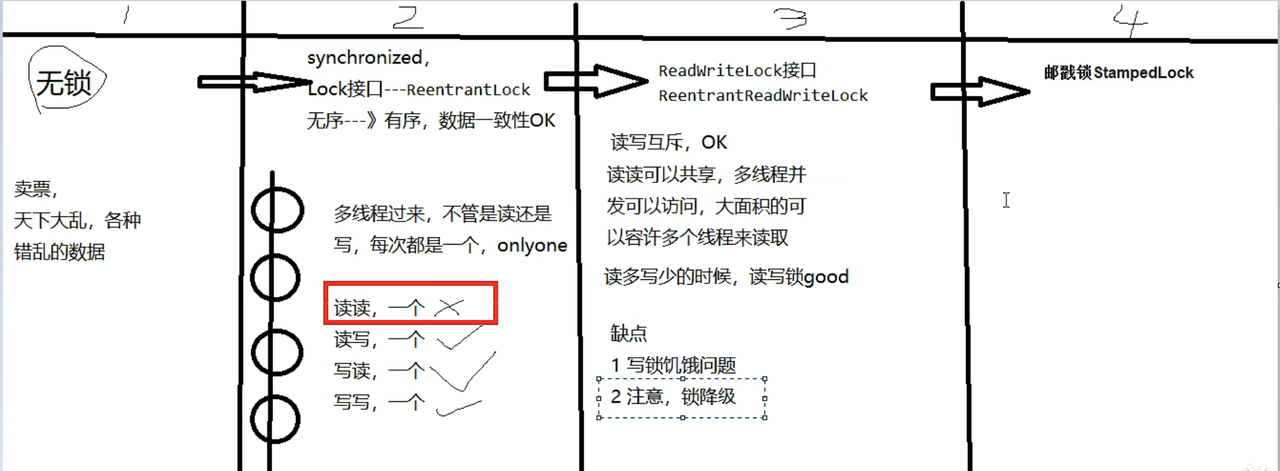 1
2
3
4
无锁
卖票，
天下大乱，各种
错乱的数据
synchronized，
Lock接口---ReentrantLock
无序---》有序，数据一致性OK
多线程过来，不管是读还是
写，每次都是一个，onlyone
读读，一个
读写，一个
写读，一个
写写，一个
ReadWriteLock接口
ReentrantReadWriteLock
读写互斥，OK
读读可以共享，多线程并
发可以访问，大面积的可
以容许多个线程来读取
读多写少的时候，读写锁good
缺点
1 写锁饥饿问题
2 注意，锁降级
邮戳锁StampedLock